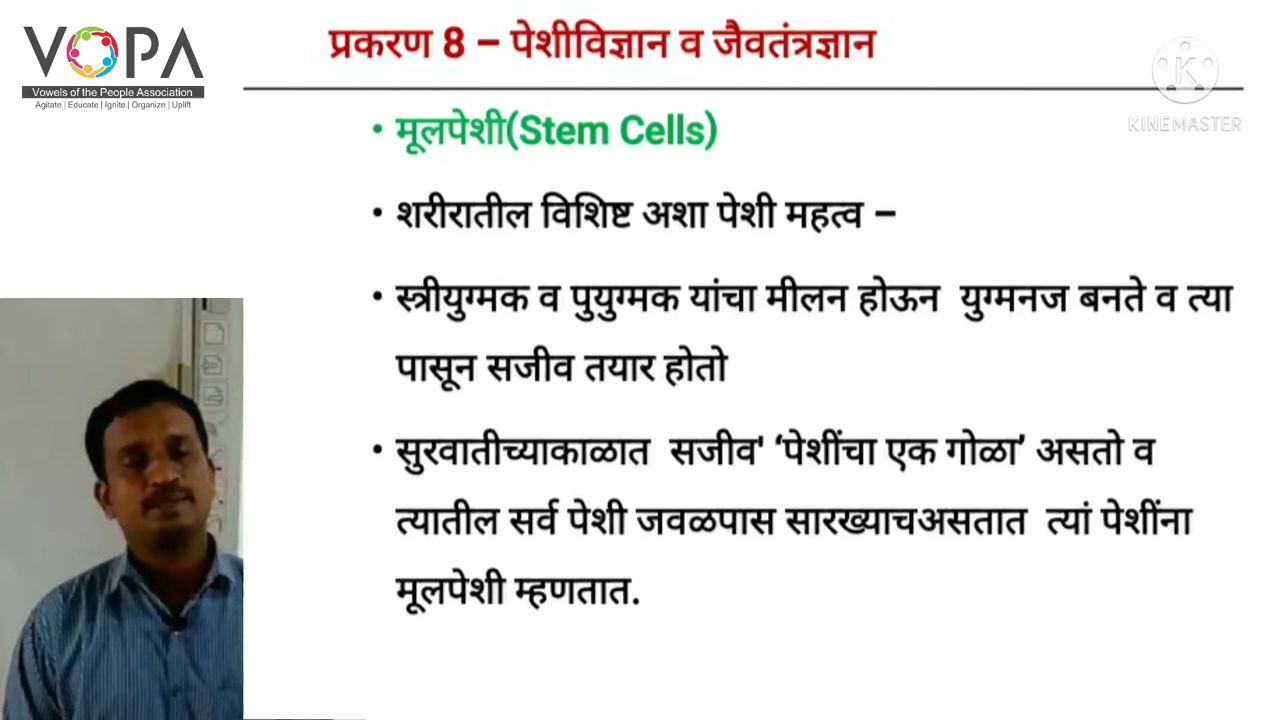 VOPA
Vowels of the People Association
Agitate | Educate | Ignite | Organize | Uplift
प्रकरण 8 – पेशीविज्ञान व जैवतंत्रज्ञान
K
KINEMASTER
• मूलपेशी(Stem Cells)
• शरीरातील विशिष्ट अशा पेशी महत्व –
• स्त्रीयुग्मक व पुयुग्मक यांचा मीलन होऊन युग्मनज बनते व त्या
पासून सजीव तयार होतो
• सुरवातीच्याकाळात सजीव' ‘पेशींचा एक गोळा’ असतो व
त्यातील सर्व पेशी जवळपास सारख्याचअसतात त्यां पेशींना
मूलपेशी म्हणतात.